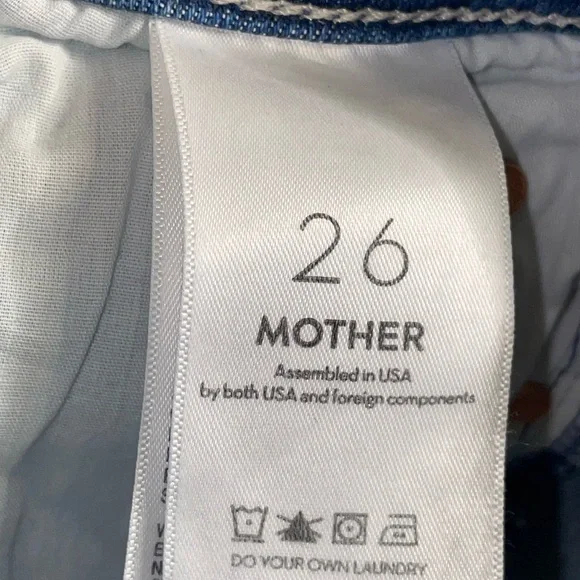 26
MOTHER
Assembled in USA
by both USA and foreign components
DO YOUR OWN LAUNDRY